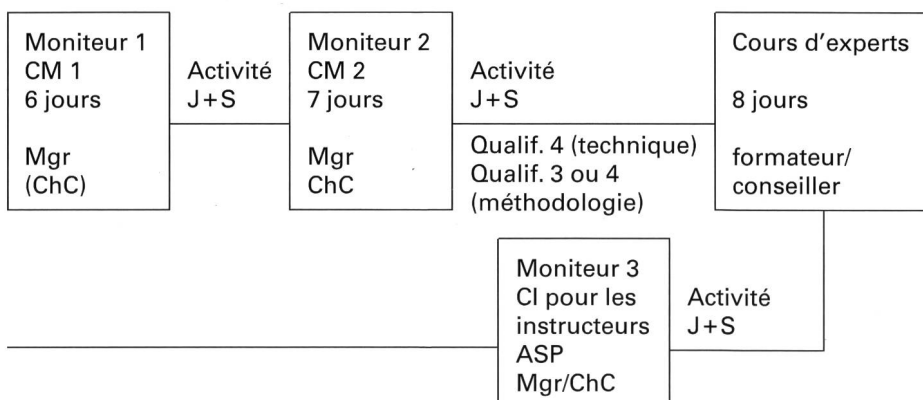 Moniteur 1
CM 1
6 jours
Mgr
(ChC)
Activité
J+S
Moniteur 2
CM 2
7 jours
Mgr
ChC
Activité
J+S
Qualif. 4 (technique)
Qualif. 3 ou 4
(méthodologie)
Cours d'experts
8 jours
formateur/
conseiller
Moniteur 3
CI pour les
instructeurs
ASP
Mgr/ChC
Activité
J+S